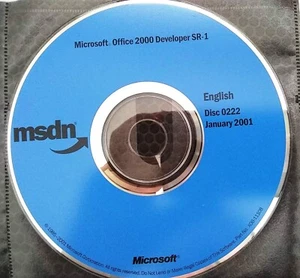 Microsoft Office 2000 Developer SR-1
English
Disc 0222
January 2001
msdn
Microsoft